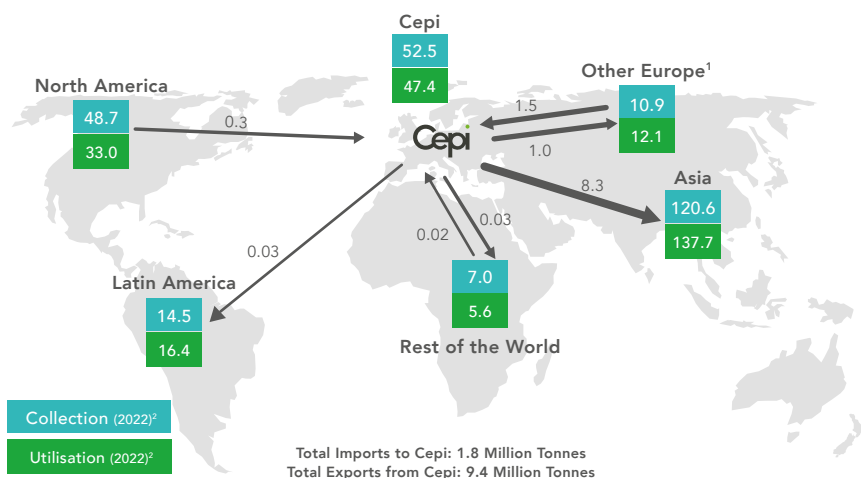 Cepi
52.5
47.4
North America
48.7
33.0
0.3
Cepi
Other Europe¹
10.9
12.1
1.5
1.0
Asia
120.6
137.7
8.3
0.03
0.02
0.03
Latin America
14.5
16.4
7.0
5.6
Rest of the World
Collection (2022)²
Utilisation (2022)²
Total Imports to Cepi: 1.8 Million Tonnes
Total Exports from Cepi: 9.4 Million Tonnes